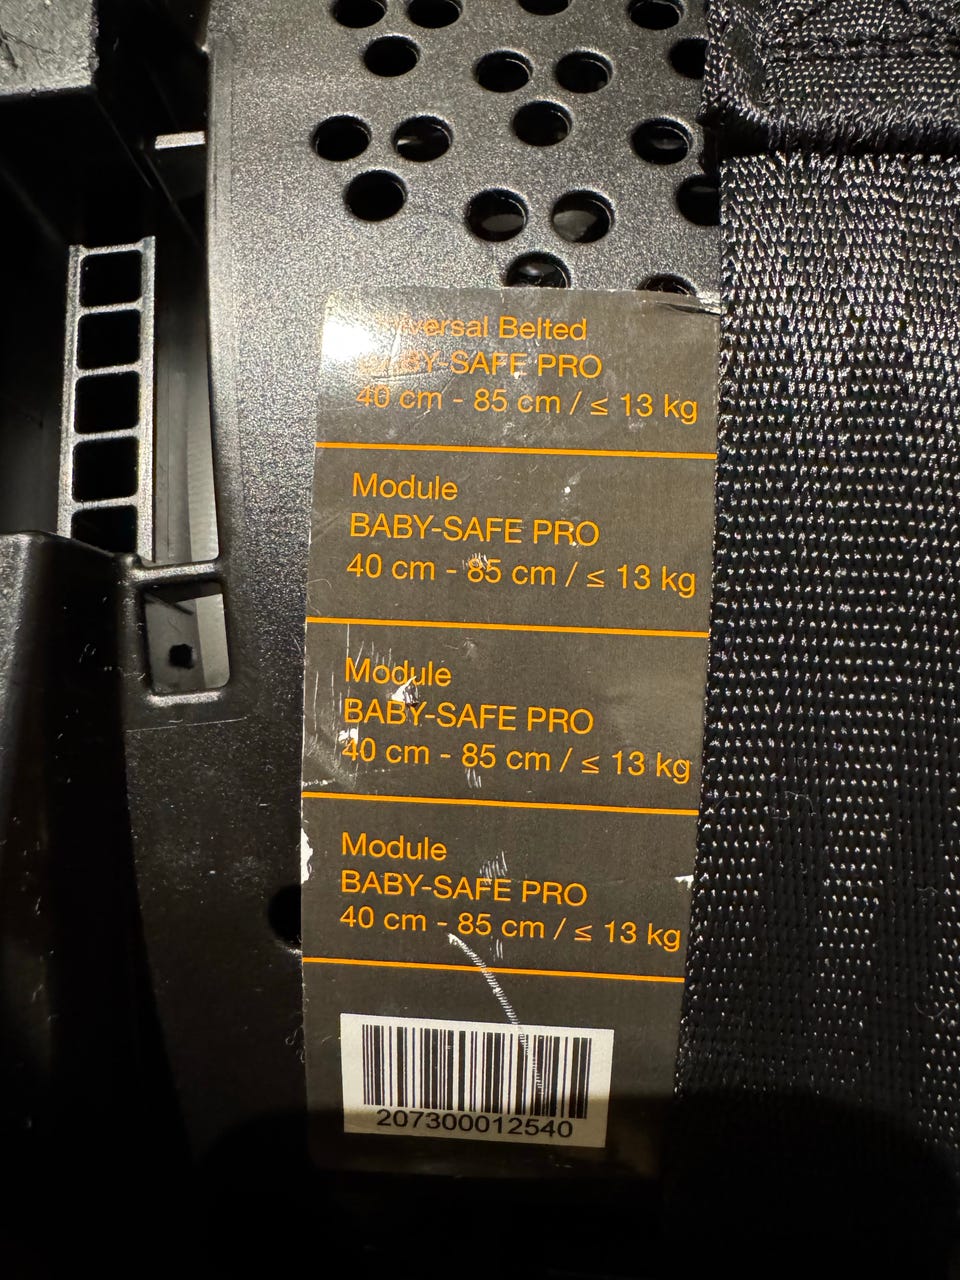 Universal Belted
BABY-SAFE PRO
40 cm - 85 cm / ≤ 13 kg
Module
BABY-SAFE PRO
40 cm - 85 cm / ≤ 13 kg
Module
BABY-SAFE PRO
40 cm - 85 cm / ≤ 13 kg
Module
BABY-SAFE PRO
40 cm - 85 cm / ≤ 13 kg
207300012540